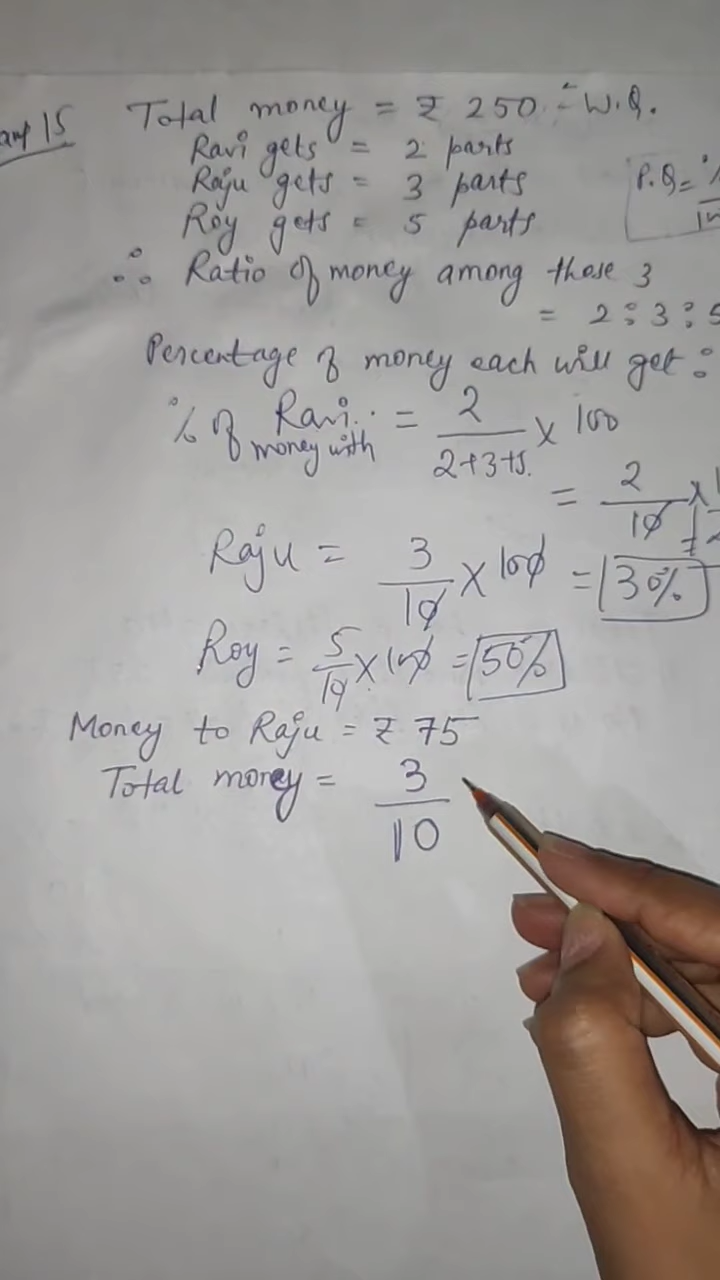 15 Total money = ₹ 250 - W.Q.
Ravi gets = 2 parts
Raju gets = 3 parts
Roy gets = 5 parts
P.Q =
∴ Ratio of money among those 3
= 2 : 3 : 5
Percentage of money each will get :
% of Ravi = 2/(2+3+5) × 100
money with
= 2/10 ×
Raju = 3/10 × 100 = 30%
Roy = 5/10 × 100 = 50%
Money to Raju = ₹ 75
Total money = 3/10